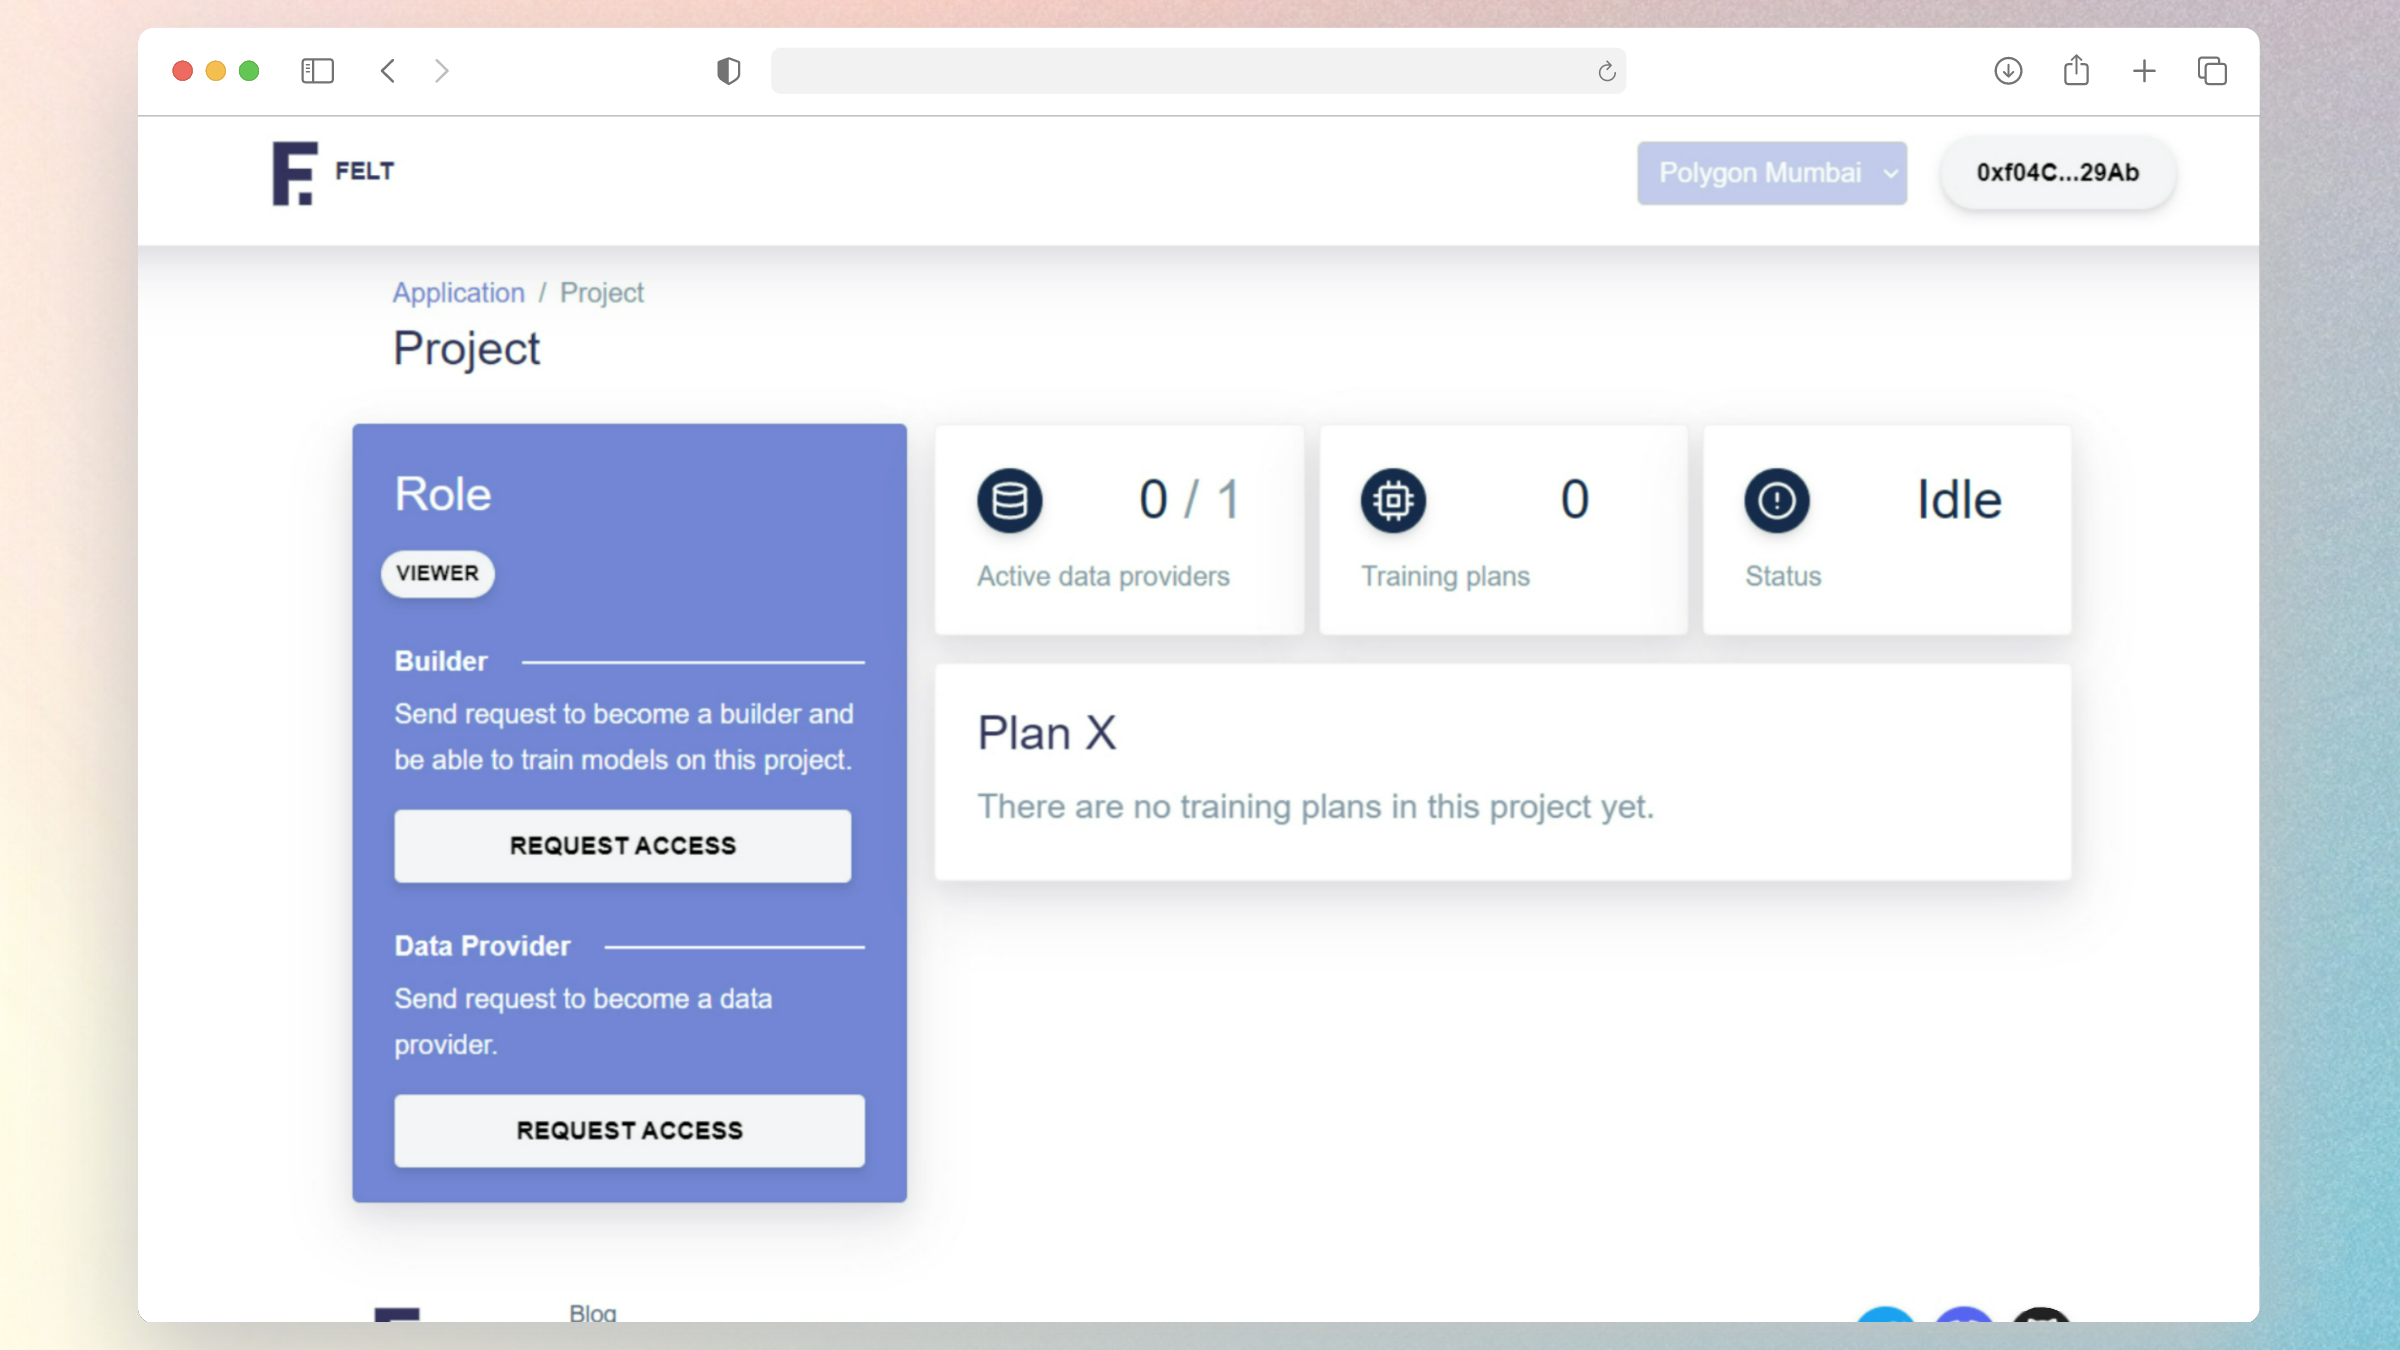 FELT
Polygon Mumbai
0xf04C...29Ab
Application / Project
Project
Role
VIEWER
Builder
Send request to become a builder and
be able to train models on this project.
REQUEST ACCESS
Data Provider
Send request to become a data
provider.
REQUEST ACCESS
0 / 1
Active data providers
0
Training plans
Idle
Status
Plan X
There are no training plans in this project yet.
Blog